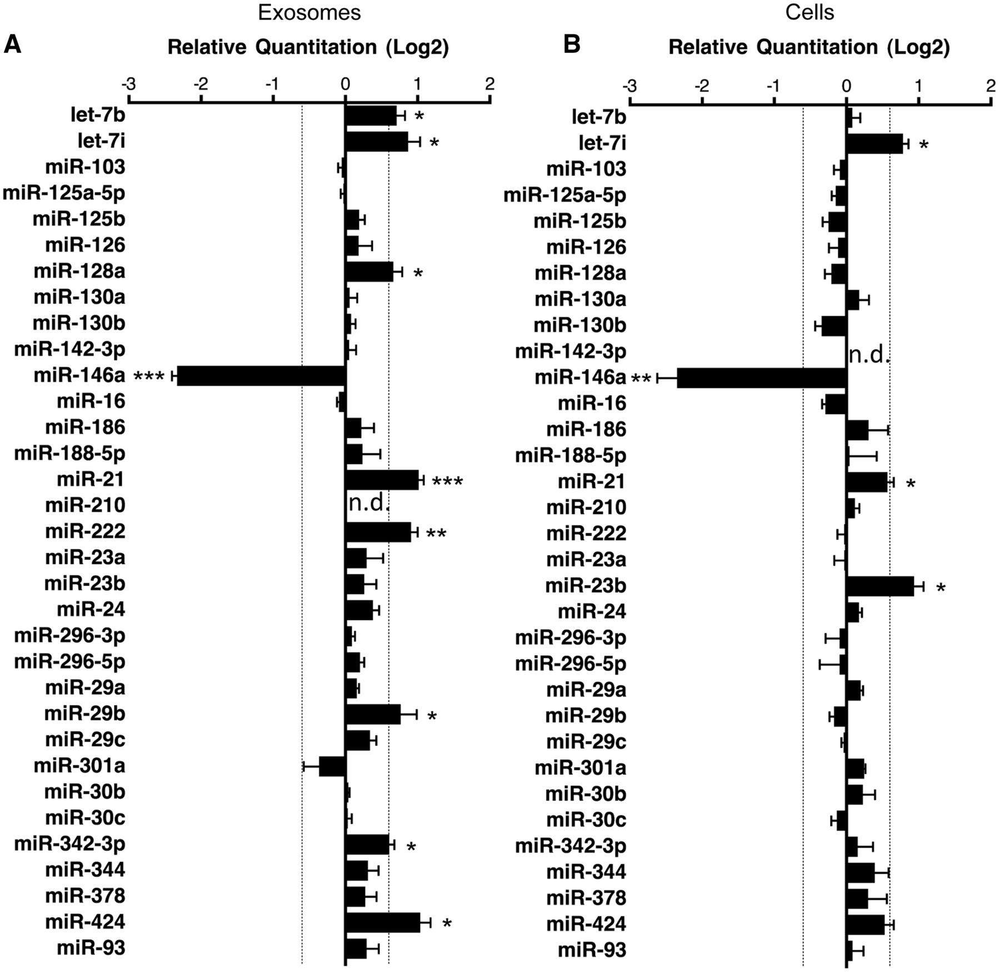 Exosomes
A
Relative Quantitation (Log2)
-3 -2 -1 0 1 2
let-7b *
let-7i *
miR-103
miR-125a-5p
miR-125b
miR-126
miR-128a *
miR-130a
miR-130b
miR-142-3p
miR-146a ***
miR-16
miR-186
miR-188-5p
miR-21 ***
miR-210 n.d.
miR-222 **
miR-23a
miR-23b
miR-24
miR-296-3p
miR-296-5p
miR-29a
miR-29b *
miR-29c
miR-301a
miR-30b
miR-30c
miR-342-3p *
miR-344
miR-378
miR-424 *
miR-93
Cells
B
Relative Quantitation (Log2)
-3 -2 -1 0 1 2
let-7b
let-7i *
miR-103
miR-125a-5p
miR-125b
miR-126
miR-128a
miR-130a
miR-130b
miR-142-3p n.d.
miR-146a **
miR-16
miR-186
miR-188-5p
miR-21 *
miR-210
miR-222
miR-23a
miR-23b *
miR-24
miR-296-3p
miR-296-5p
miR-29a
miR-29b
miR-29c
miR-301a
miR-30b
miR-30c
miR-342-3p
miR-344
miR-378
miR-424
miR-93